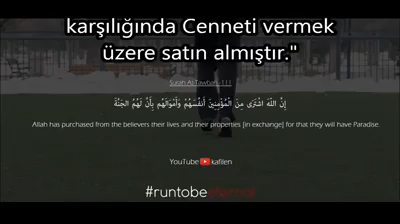 karşılığında Cenneti vermek
üzere satın almıştır."
Surah At-Tawbah - 111
إِنَّ اللَّهَ اشْتَرَى مِنَ الْمُؤْمِنِينَ أَنفُسَهُمْ وَأَمْوَالَهُم بِأَنَّ لَهُمُ الْجَنَّةَ
Allah has purchased from the believers their lives and their properties [in exchange] for that they will have Paradise
YouTube kafilen
#runtobeeternal